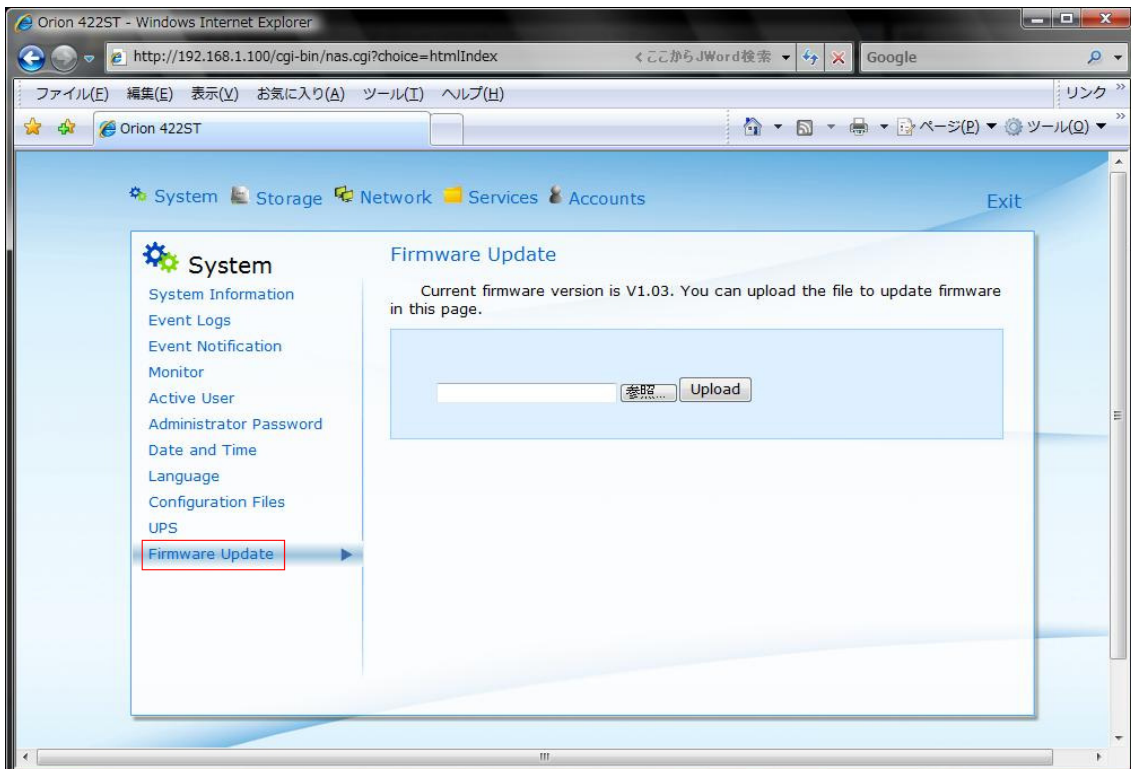 Orion 422ST - Windows Internet Explorer
http://192.168.1.100/cgi-bin/nas.cgi?choice=htmlIndex
くここからJWord検索
Google
ファイル(F) 編集(E) 表示(V) お気に入り(A) ツール(T) ヘルプ(H)
リンク
Orion 422ST
ページ(P)
ツール(O)
System Storage Network Services Accounts
Exit
System
System Information
Event Logs
Event Notification
Monitor
Active User
Administrator Password
Date and Time
Language
Configuration Files
UPS
Firmware Update
Firmware Update
Current firmware version is V1.03. You can upload the file to update firmware
in this page.
参照...
Upload